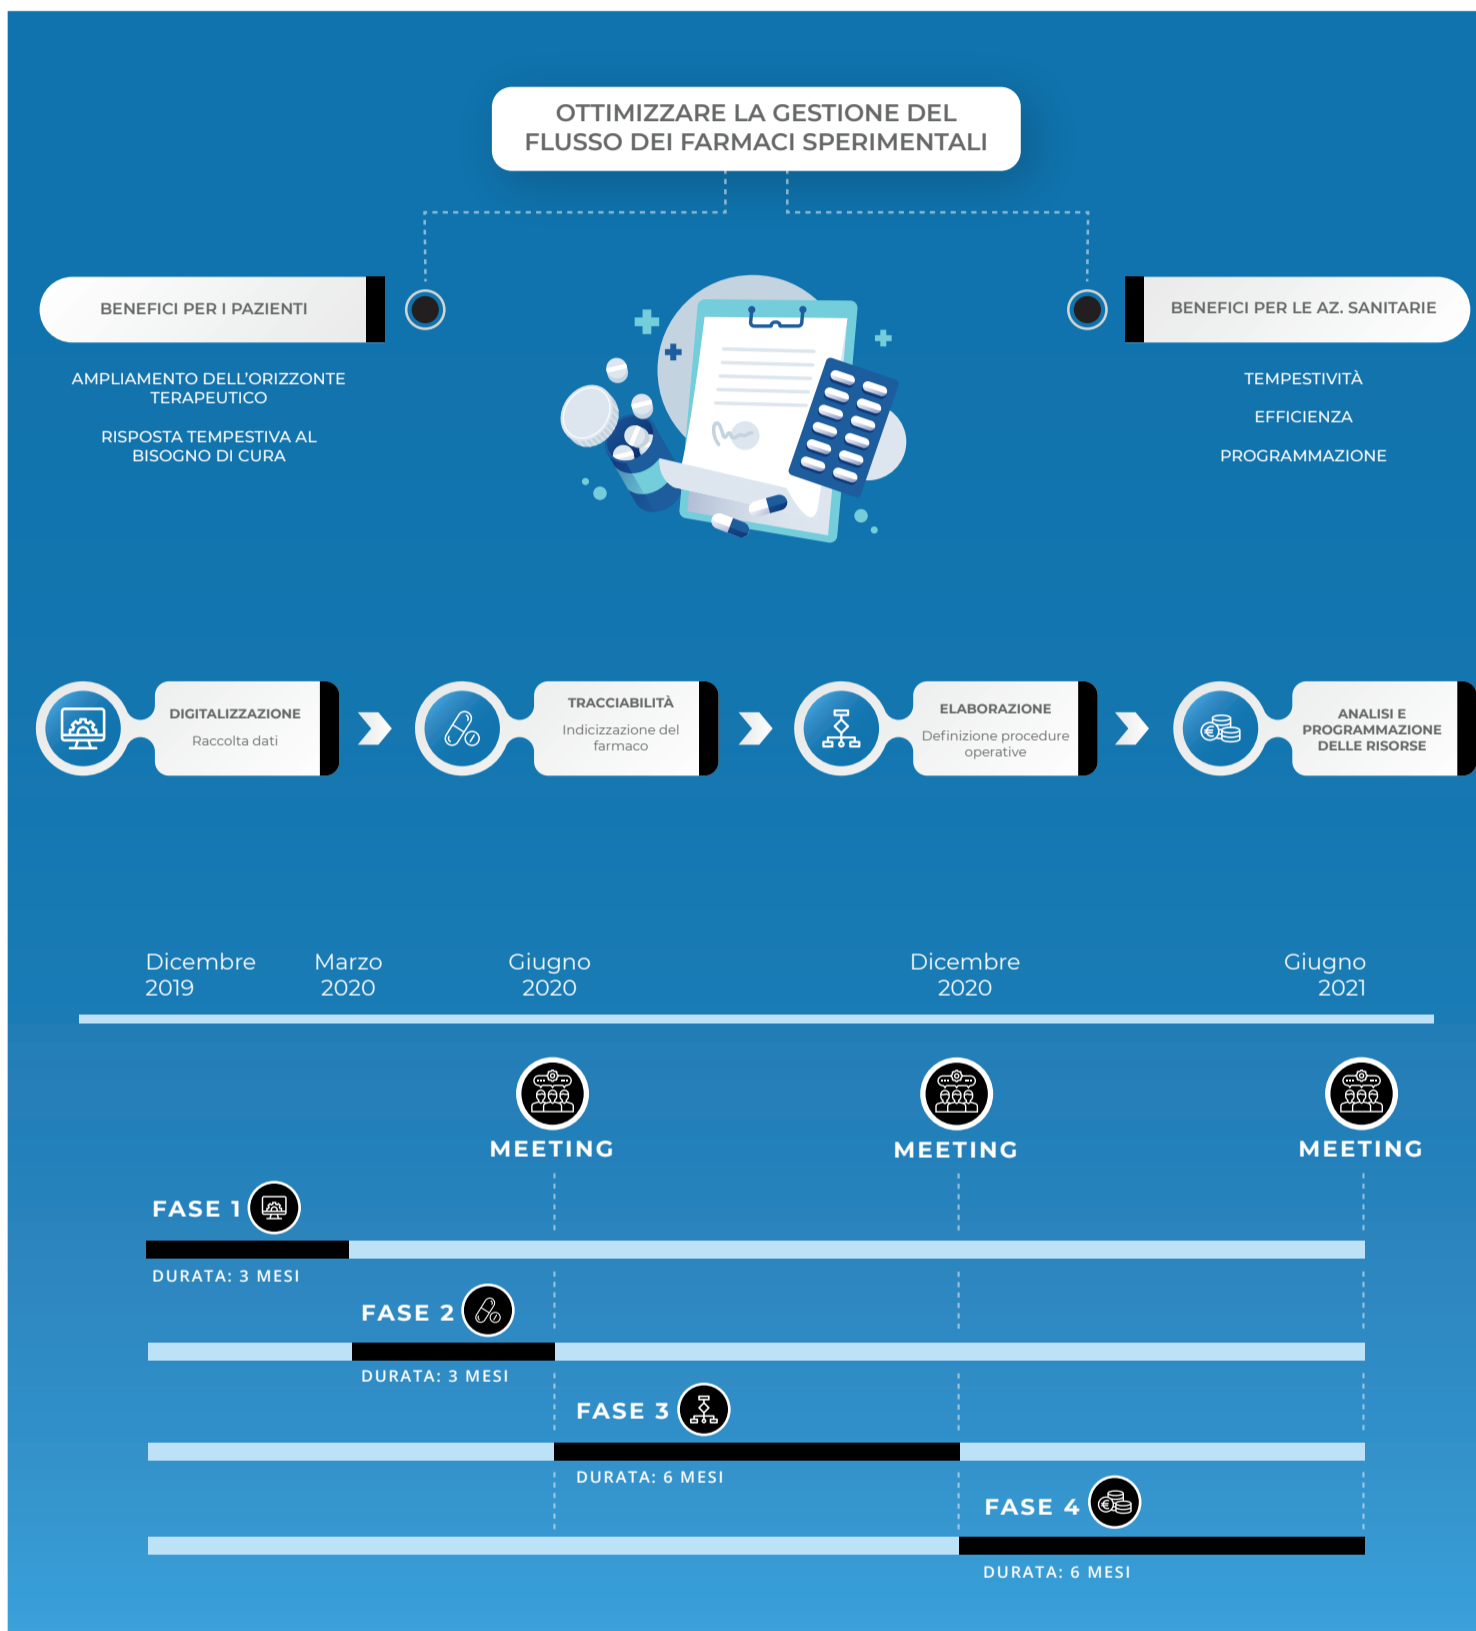 OTTIMIZZARE LA GESTIONE DEL
FLUSSO DEI FARMACI SPERIMENTALI
BENEFICI PER I PAZIENTI
AMPLIAMENTO DELL'ORIZZONTE
TERAPEUTICO
RISPOSTA TEMPESTIVA AL
BISOGNO DI CURA
BENEFICI PER LE AZ. SANITARIE
TEMPESTIVITÀ
EFFICIENZA
PROGRAMMAZIONE
DIGITALIZZAZIONE
Raccolta dati
TRACCIABILITÀ
Indicizzazione del
farmaco
ELABORAZIONE
Definizione procedure
operative
ANALISI E
PROGRAMMAZIONE
DELLE RISORSE
Dicembre
2019
Marzo
2020
Giugno
2020
Dicembre
2020
Giugno
2021
MEETING
MEETING
MEETING
FASE 1
DURATA: 3 MESI
FASE 2
DURATA: 3 MESI
FASE 3
DURATA: 6 MESI
FASE 4
DURATA: 6 MESI